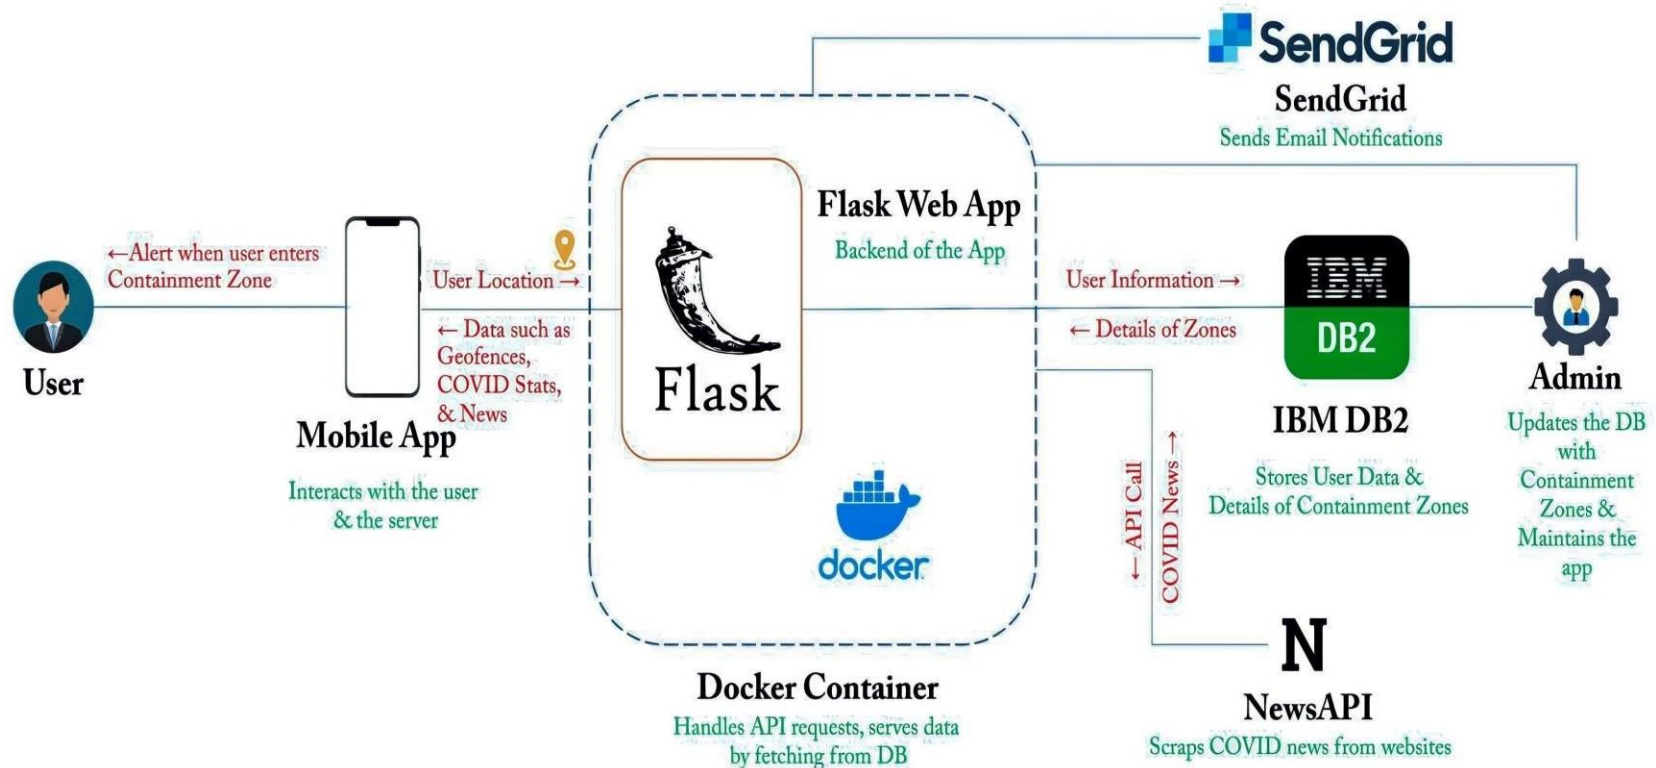 SendGrid
SendGrid
Sends Email Notifications
Flask Web App
Backend of the App
←Alert when user enters
Containment Zone
User Location →
← Data such as
Geofences,
COVID Stats,
& News
User
Mobile App
Interacts with the user
& the server
Flask
docker
Docker Container
Handles API requests, serves data
by fetching from DB
User Information →
← Details of Zones
IBM
DB2
IBM DB2
Stores User Data &
Details of Containment Zones
Admin
Updates the DB
with
Containment
Zones &
Maintains the
app
← API Call
COVID News →
N
NewsAPI
Scraps COVID news from websites